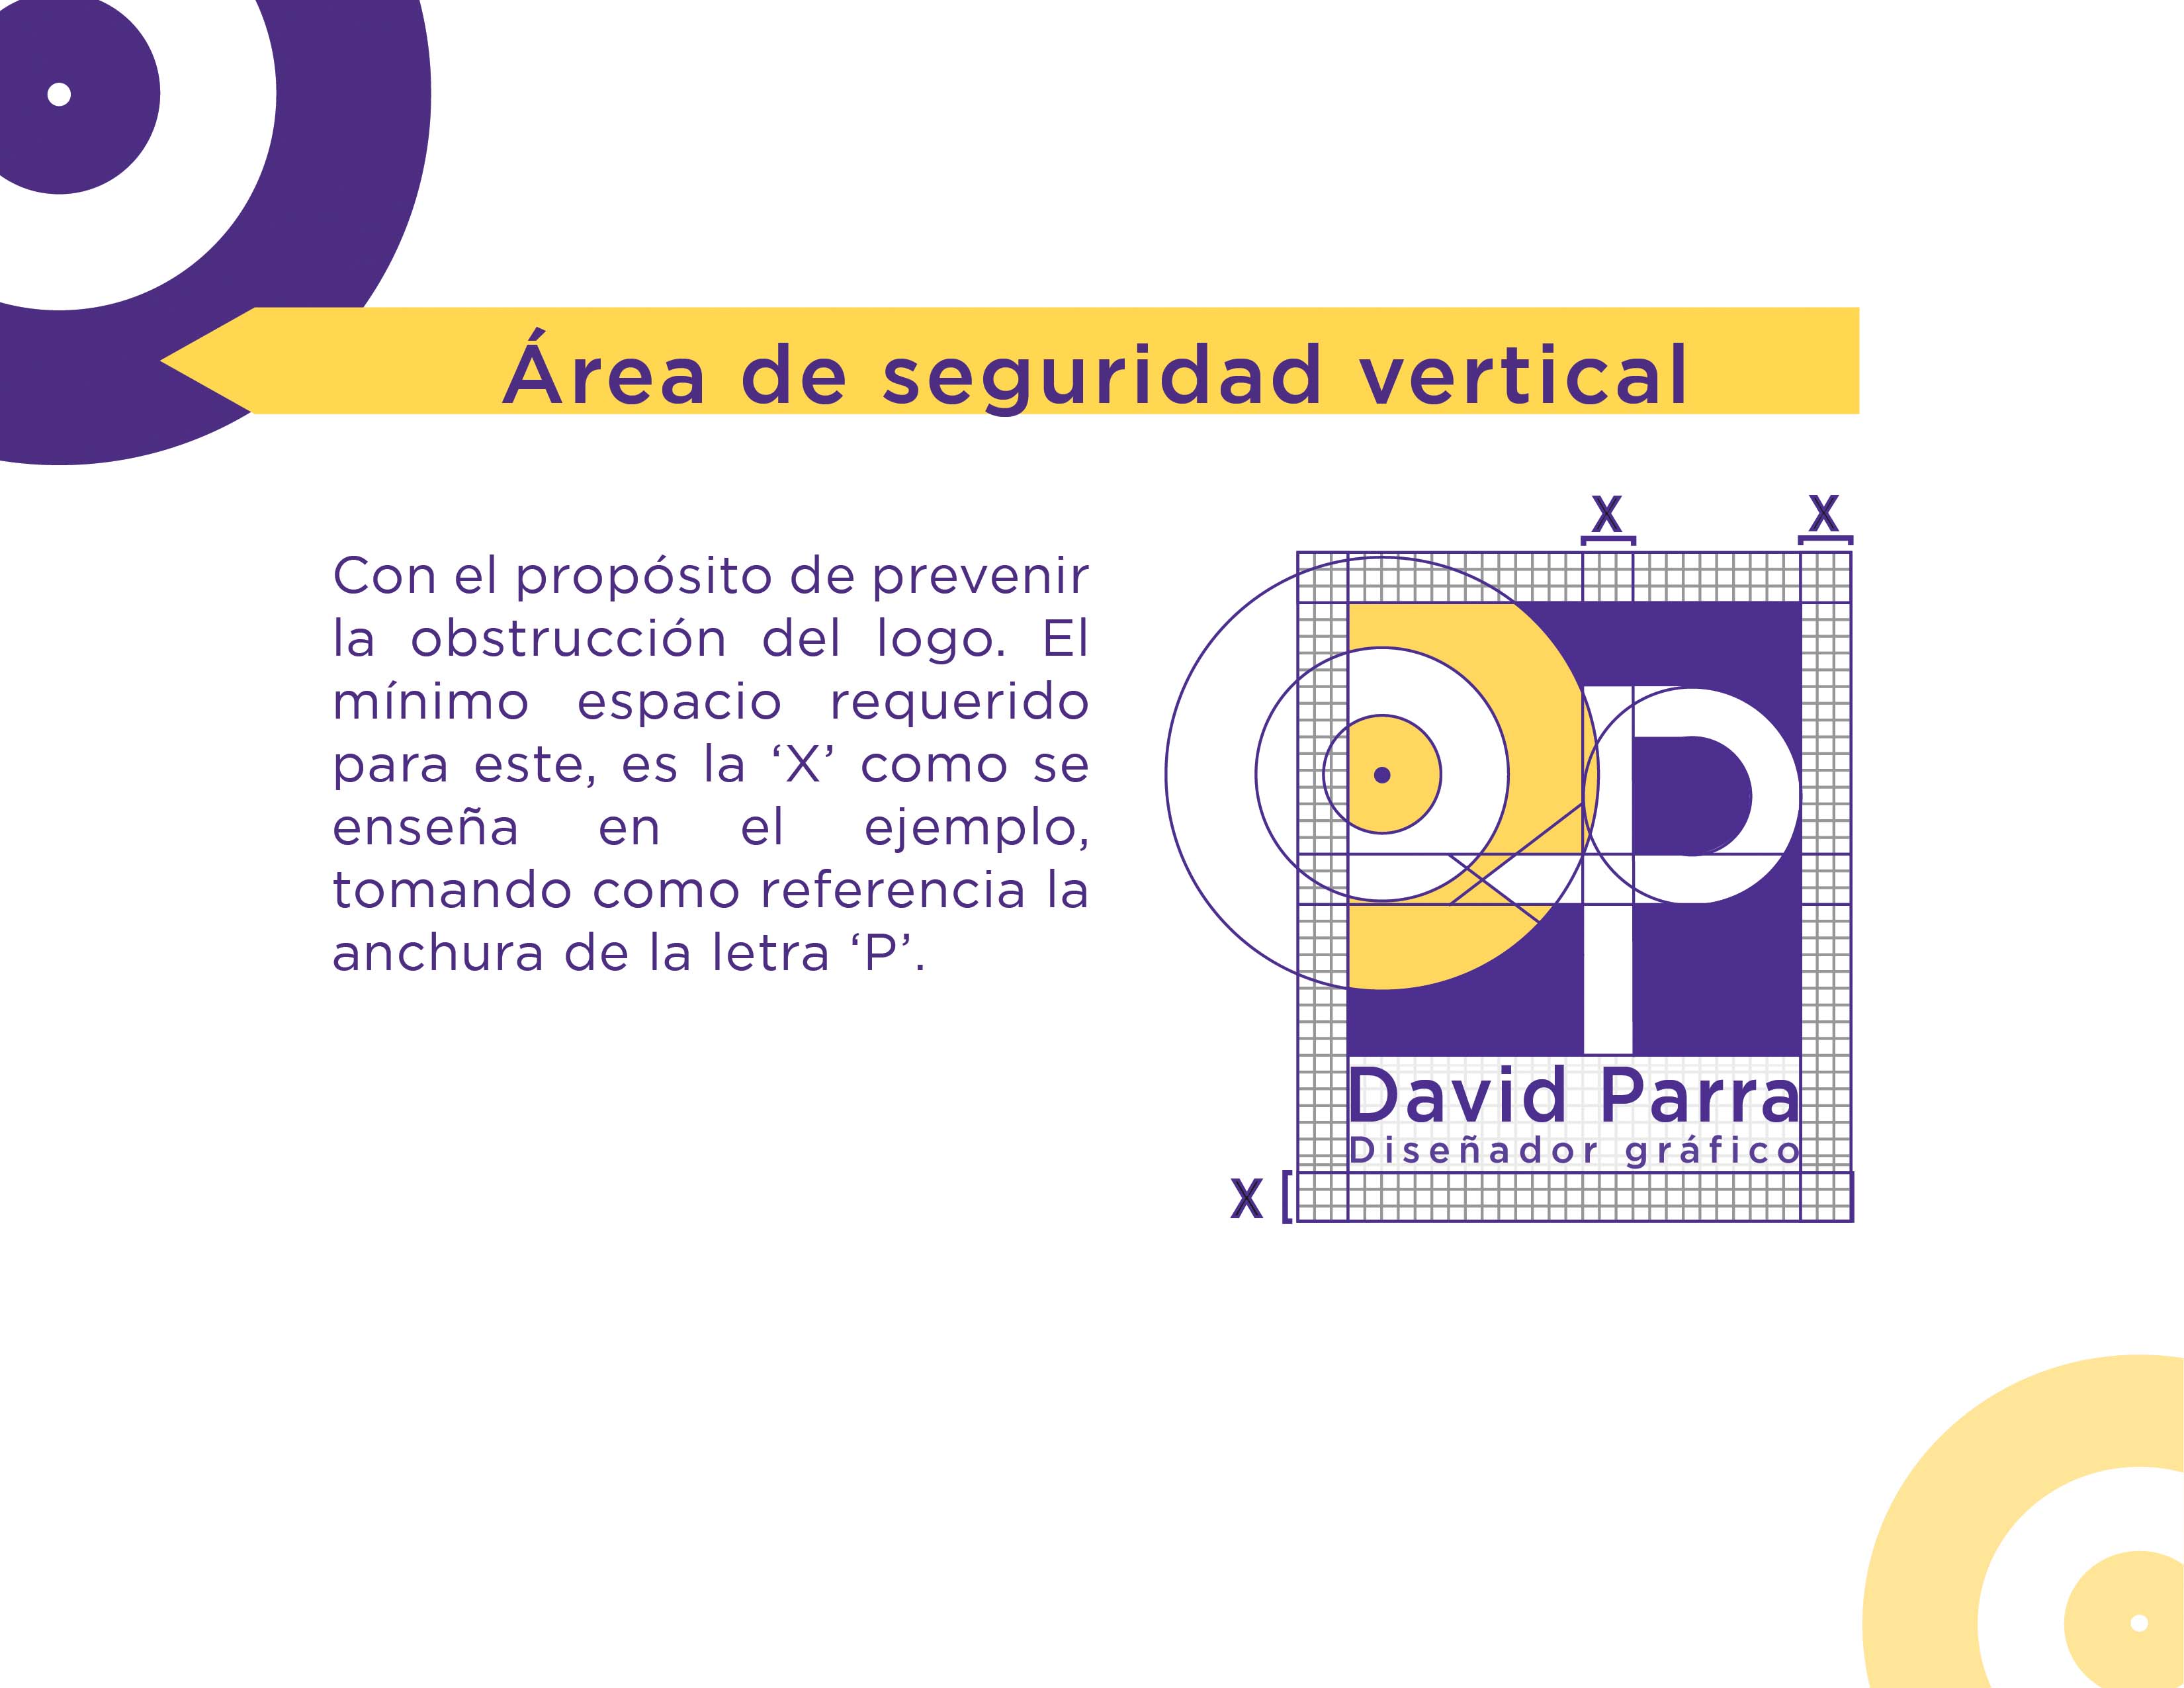 Área de seguridad vertical
Con el propósito de prevenir
la obstrucción del logo. El
mínimo espacio requerido
para este, es la ‘X’ como se
enseña en el ejemplo,
tomando como referencia la
anchura de la letra ‘P’.
X X
David Parra
Diseñador gráfico
X